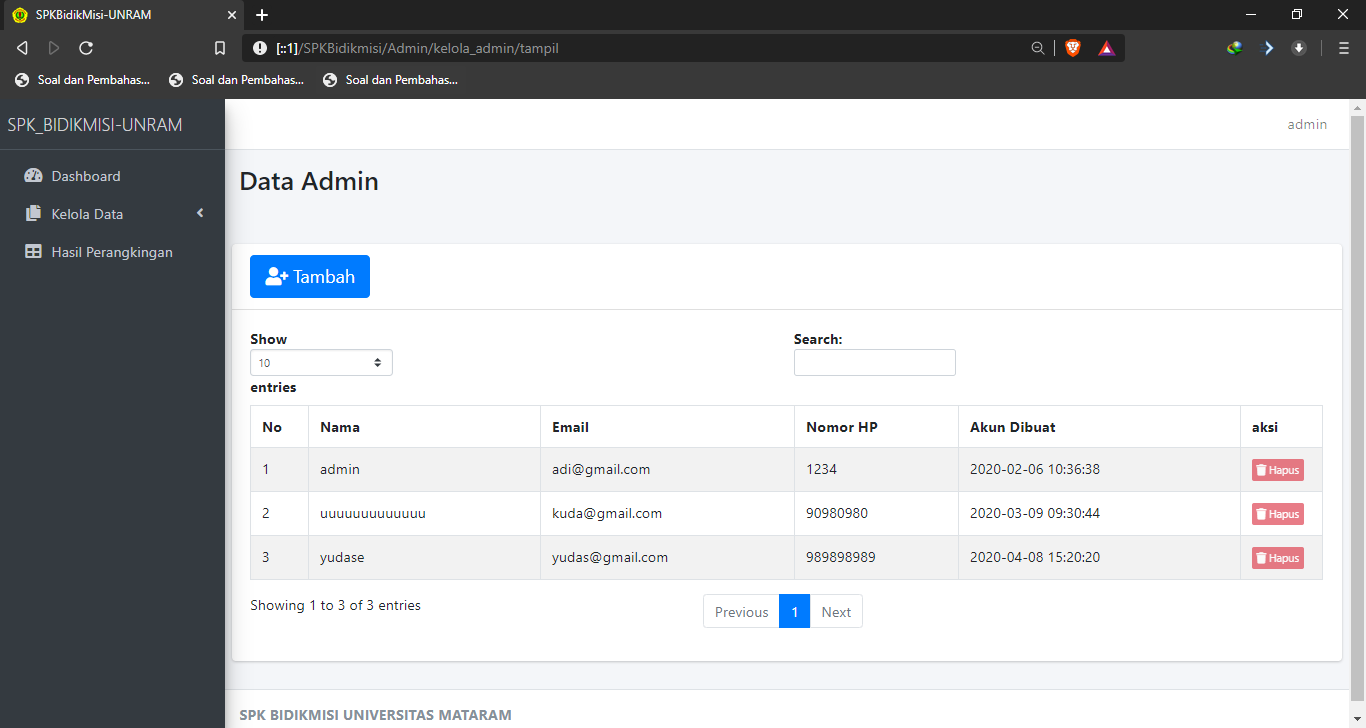 SPKBidikMisi-UNRAM
[::1]/SPKBidikmisi/Admin/kelola_admin/tampil
Soal dan Pembahas... Soal dan Pembahas... Soal dan Pembahas...
SPK_BIDIKMISI-UNRAM
admin
Dashboard
Kelola Data
Hasil Perangkingan
Data Admin
Tambah
Show
10
entries
Search:
No Nama Email Nomor HP Akun Dibuat aksi
1 admin adi@gmail.com 1234 2020-02-06 10:36:38 Hapus
2 uuuuuuuuuuuuu kuda@gmail.com 90980980 2020-03-09 09:30:44 Hapus
3 yudase yudas@gmail.com 989898989 2020-04-08 15:20:20 Hapus
Showing 1 to 3 of 3 entries
Previous 1 Next
SPK BIDIKMISI UNIVERSITAS MATARAM